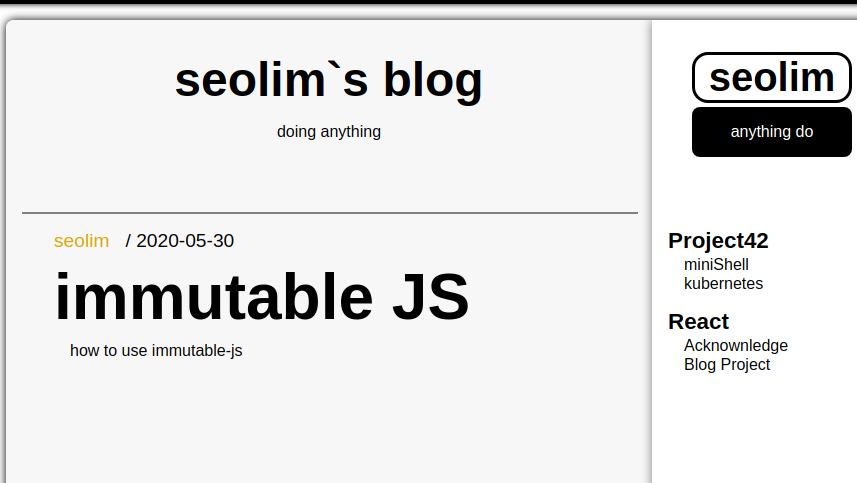 seolim`s blog
doing anything
seolim / 2020-05-30
immutable JS
how to use immutable-js
seolim
anything do
Project42
miniShell
kubernetes
React
Acknownledge
Blog Project